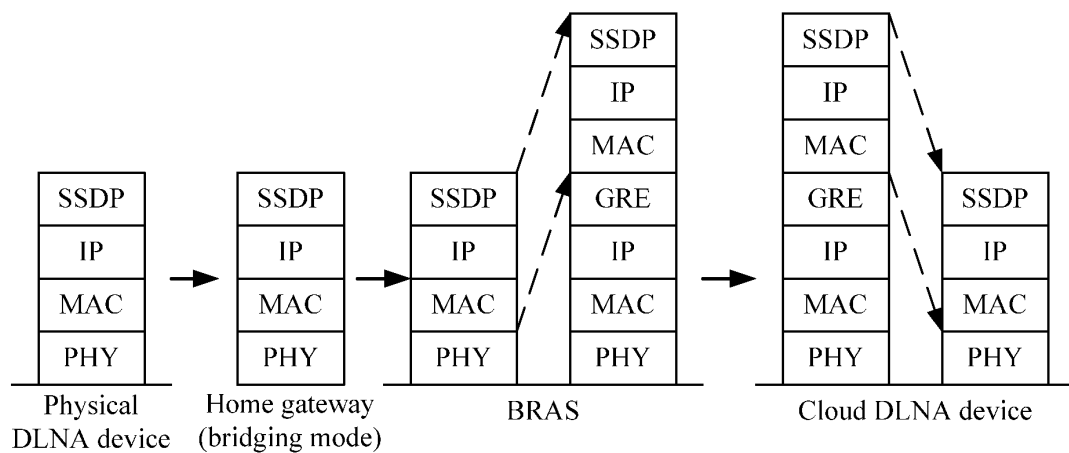 SSDP
IP
MAC
PHY
Physical
DLNA device
SSDP
IP
MAC
PHY
Home gateway
(bridging mode)
SSDP
IP
MAC
PHY
SSDP
IP
MAC
GRE
IP
MAC
PHY
BRAS
SSDP
IP
MAC
GRE
IP
MAC
PHY
SSDP
IP
MAC
PHY
Cloud DLNA device